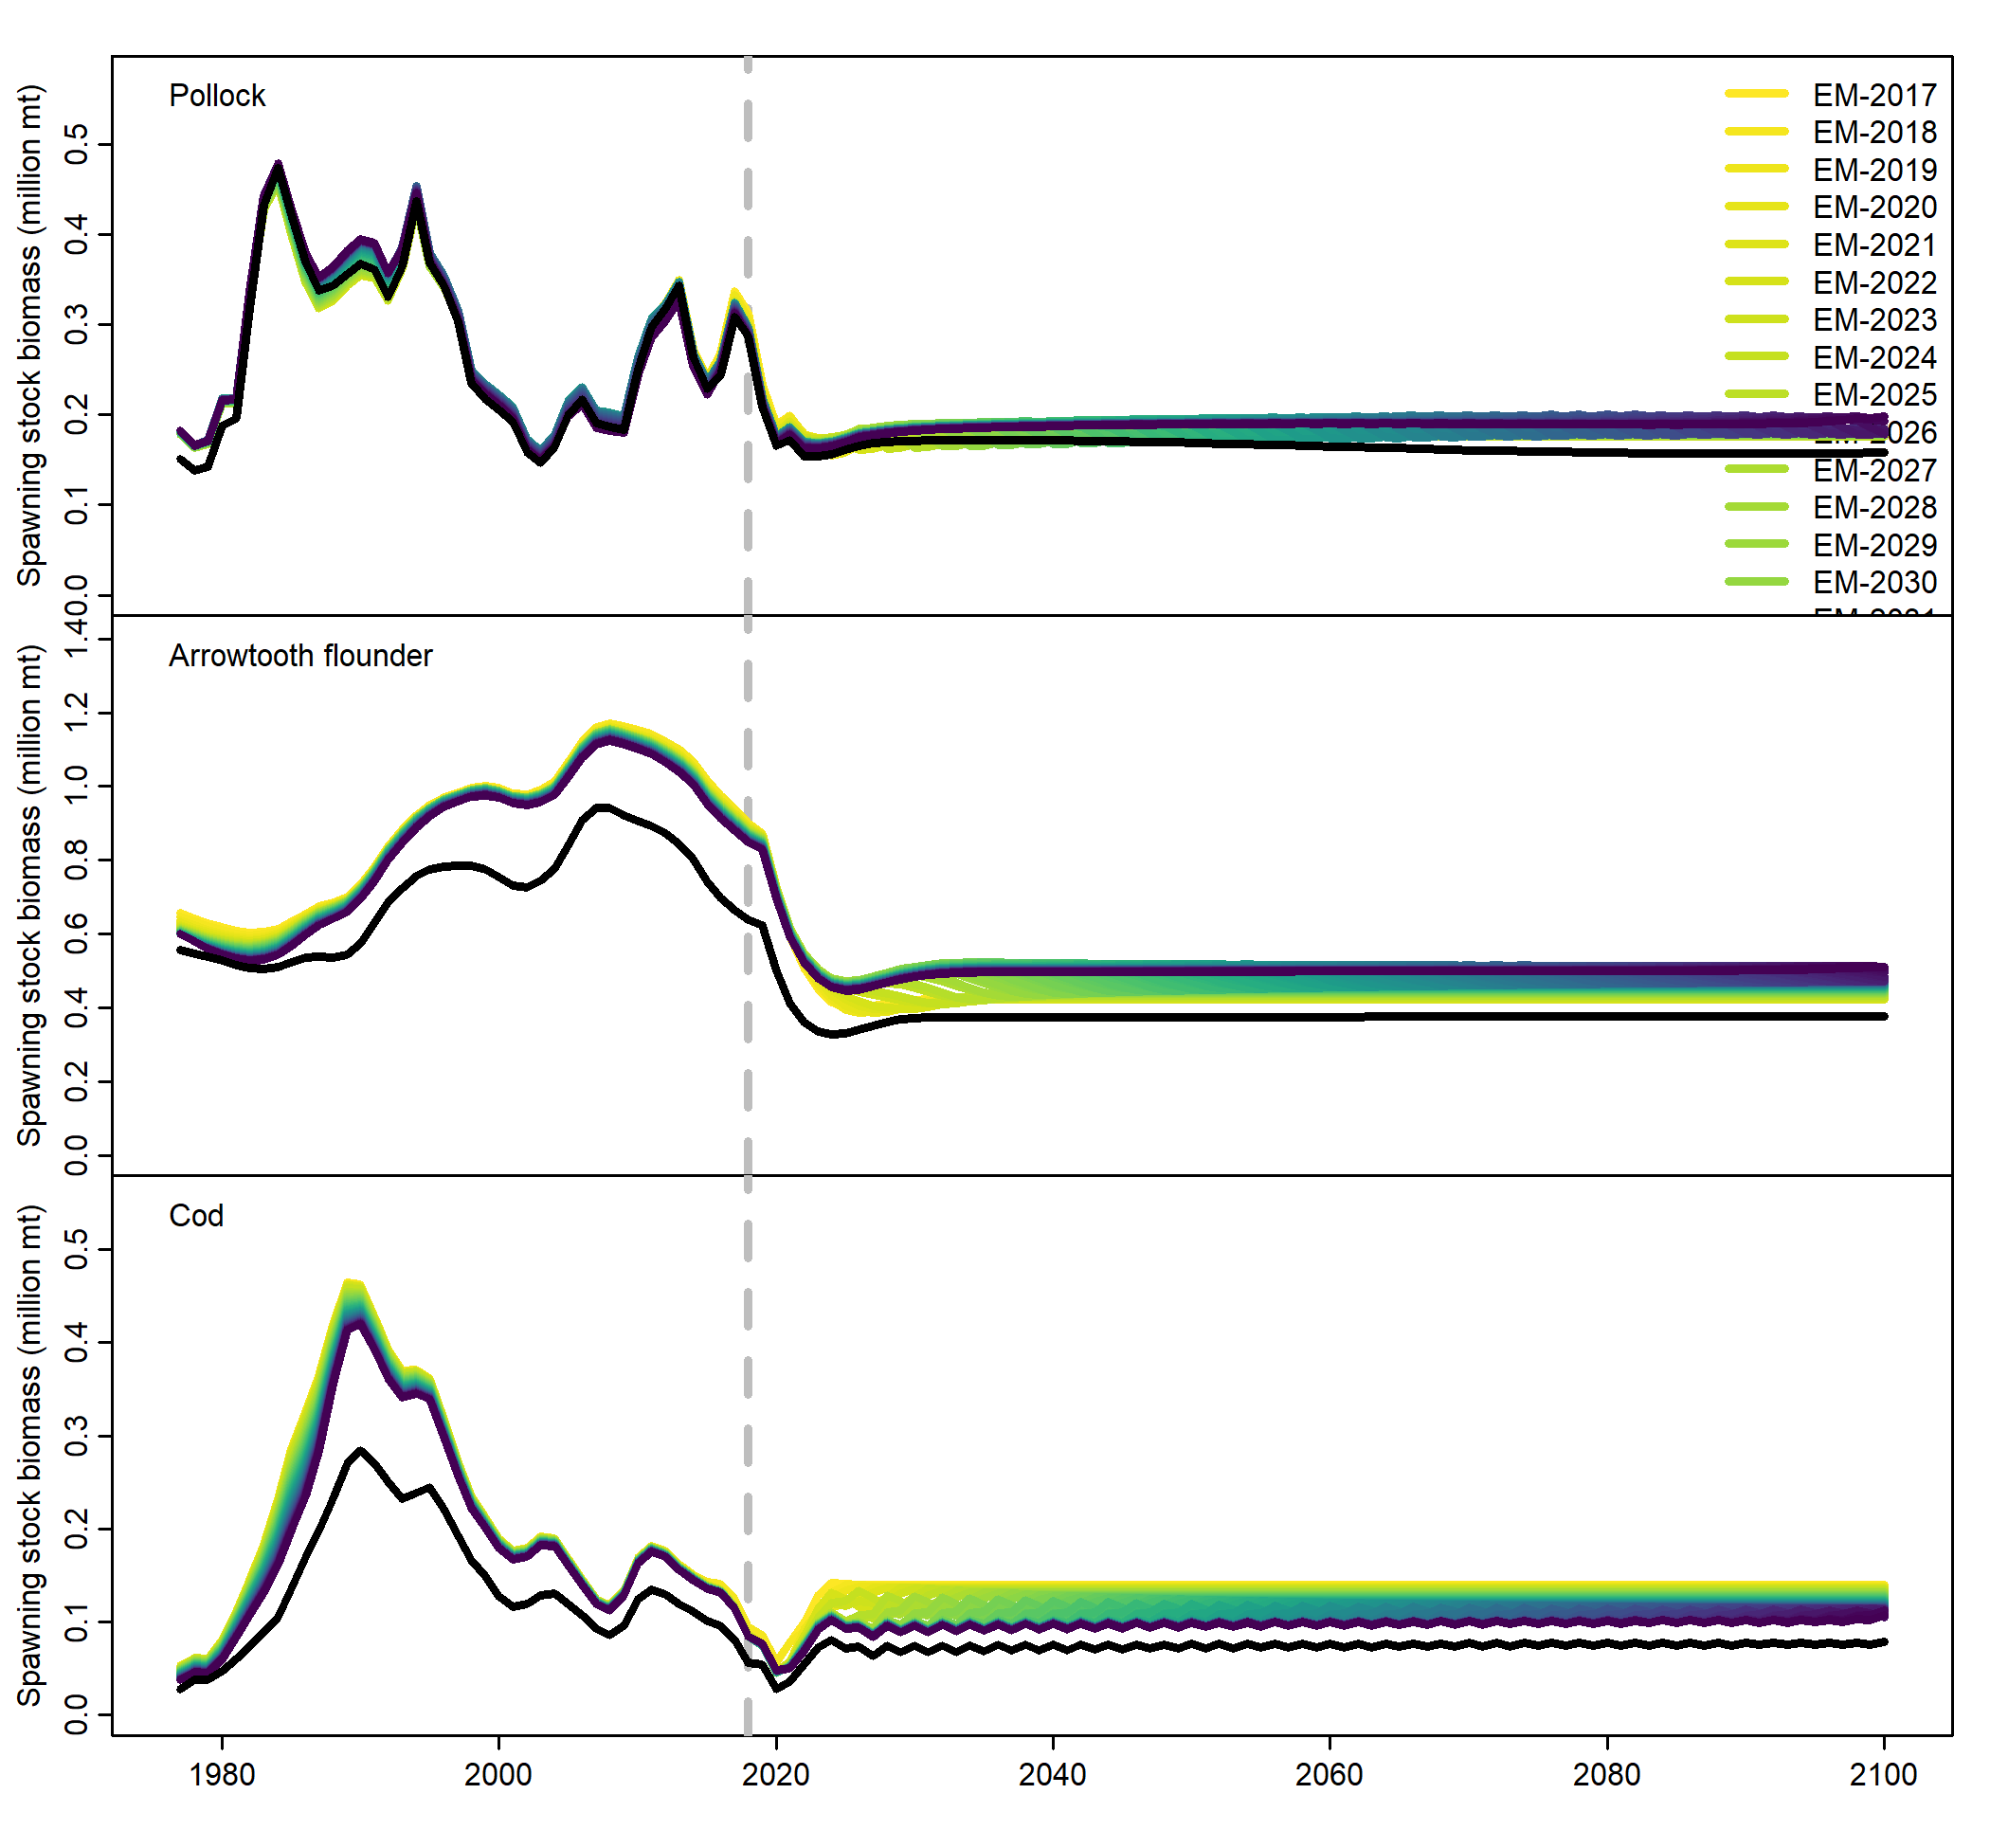 Pollock
Spawning stock biomass (million mt)
0.5
0.4
0.3
0.2
0.1
0.0
EM-2017
EM-2018
EM-2019
EM-2020
EM-2021
EM-2022
EM-2023
EM-2024
EM-2025
2026
EM-2027
EM-2028
EM-2029
EM-2030
Arrowtooth flounder
Spawning stock biomass (million mt)
1.4
1.2
1.0
0.8
0.6
0.4
0.2
0.0
Cod
Spawning stock biomass (million mt)
0.5
0.4
0.3
0.2
0.1
0.0
1980 2000 2020 2040 2060 2080 2100